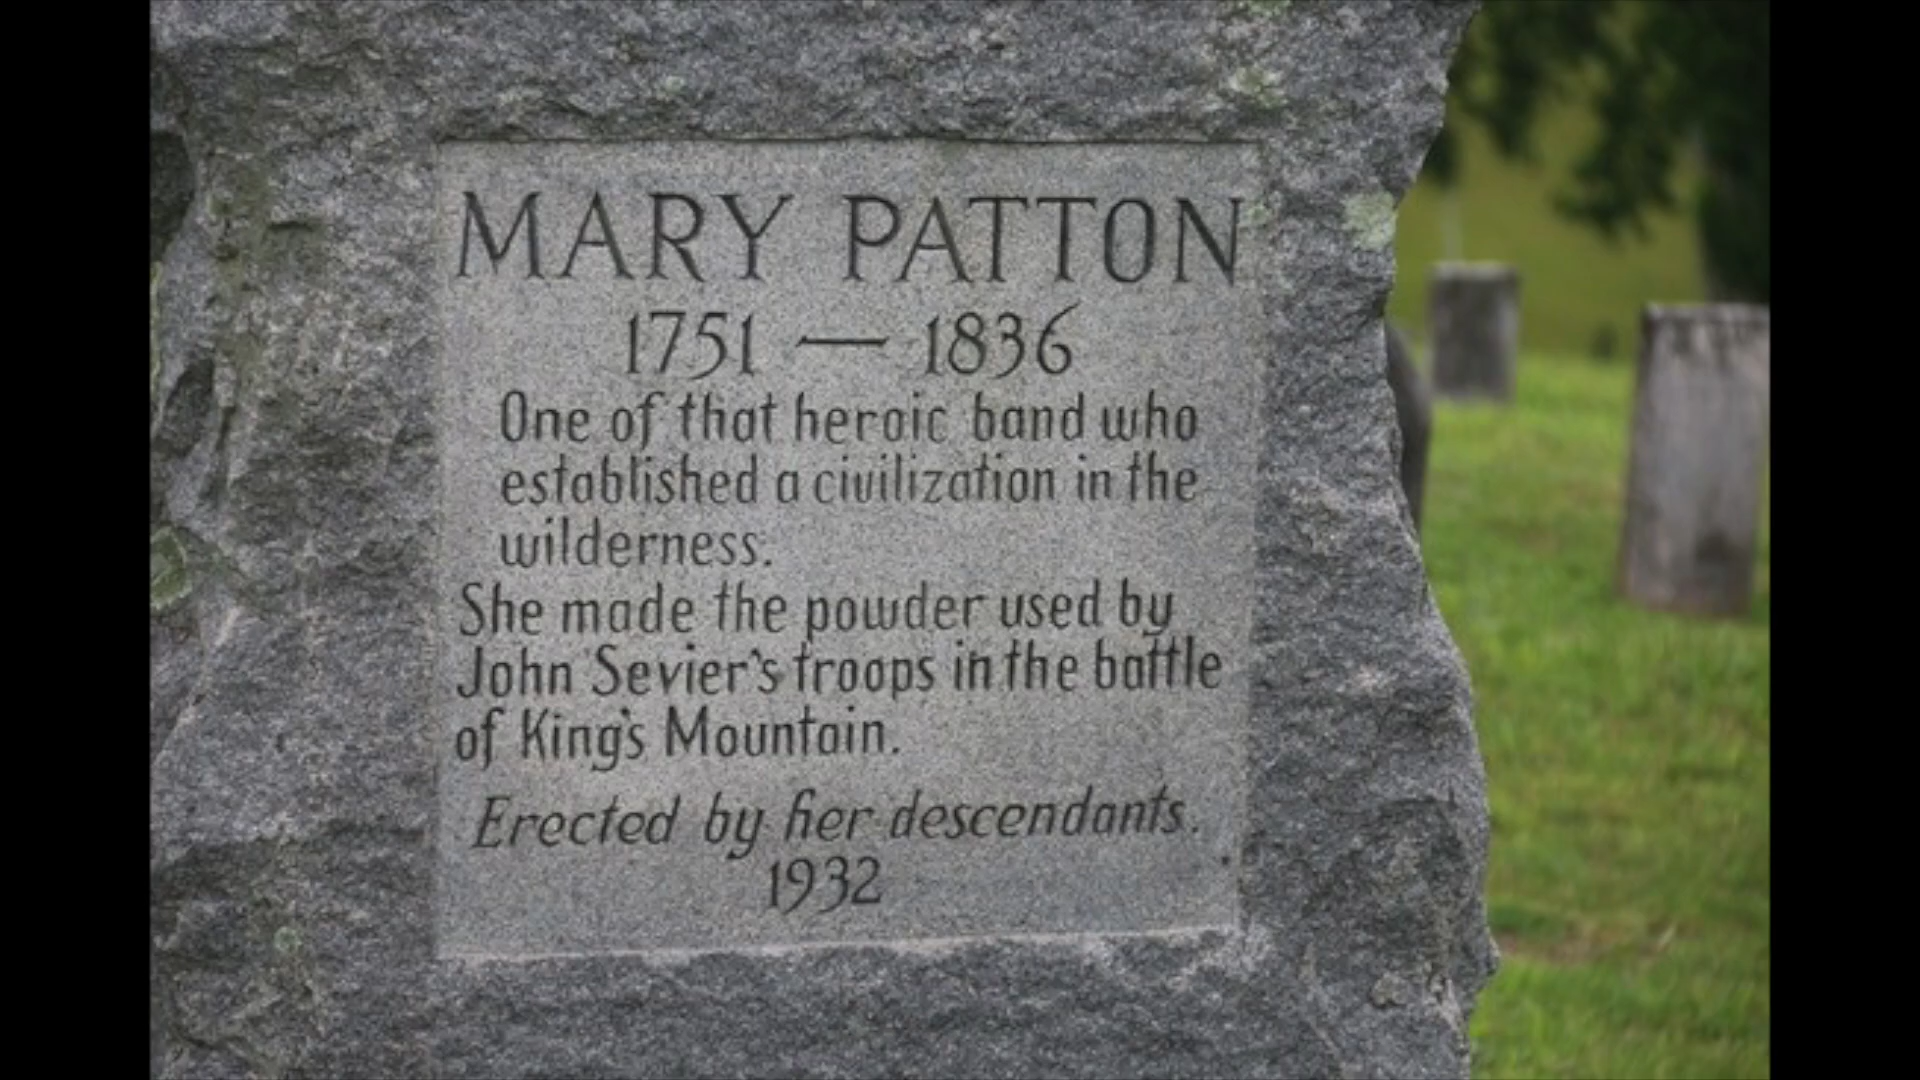 MARY PATTON
1751 — 1836
One of that heroic band who
established a civilization in the
wilderness.
She made the powder used by
John Sevier's troops in the battle
of King's Mountain.
Erected by her descendants.
1932